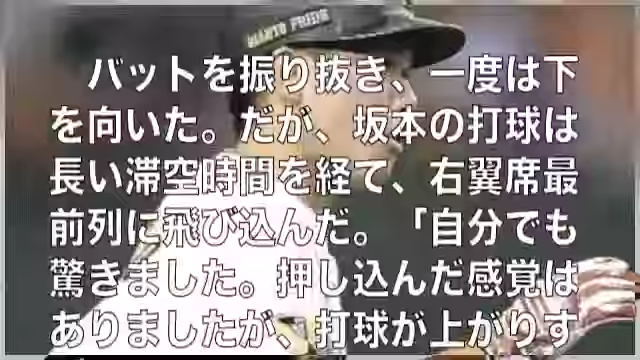 GIANTS PRIDE
バットを振り抜き、一度は下
を向いた。だが、坂本の打球は
長い滞空時間を経て、右翼席最
前列に飛び込んだ。「自分でも
驚きました。押し込んだ感覚は
ありましたが、打球が上がりす